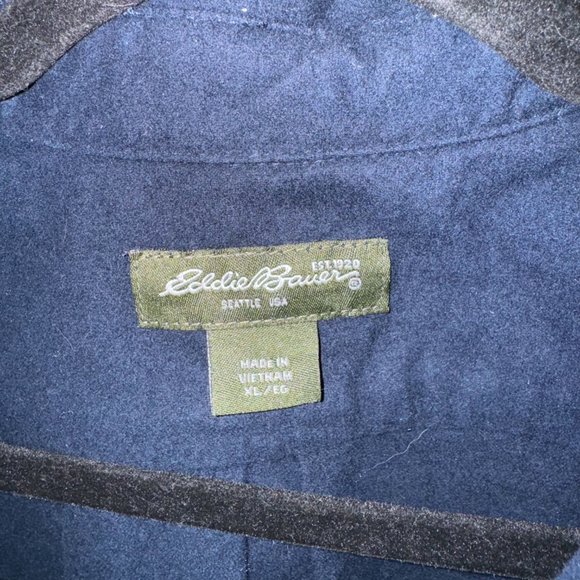 EST. 1920
Eddie Bauer®
SEATTLE USA
MADE IN
VIETNAM
XL/EG